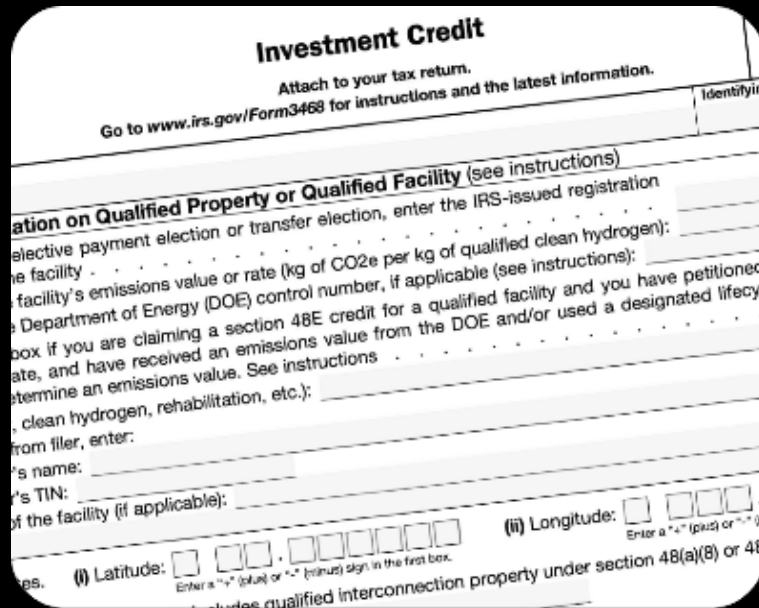 Investment Credit
Attach to your tax return.
Go to www.irs.gov/Form3468 for instructions and the latest information.
ation on Qualified Property or Qualified Facility (see instructions)
elective payment election or transfer election, enter the IRS-issued registration
facility . . . . . . . . . . . . . . . . . . . .
facility's emissions value or rate (kg of CO2e per kg of qualified clean hydrogen):
Department of Energy (DOE) control number, if applicable (see instructions):
box if you are claiming a section 48E credit for a qualified facility and you have petitioned
ate, and have received an emissions value from the DOE and/or used a designated lifecy
etermine an emissions value. See instructions . . . . . . . . . . . .
, clean hydrogen, rehabilitation, etc.):
from filer, enter:
's name:
r's TIN:
of the facility (if applicable):
es. (i) Latitude: . (ii) Longitude:
Enter a "+" (plus) or "-" (minus) sign in the first box. Enter a "+" (plus) or "-"
qualified interconnection property under section 48(a)(8) or 48